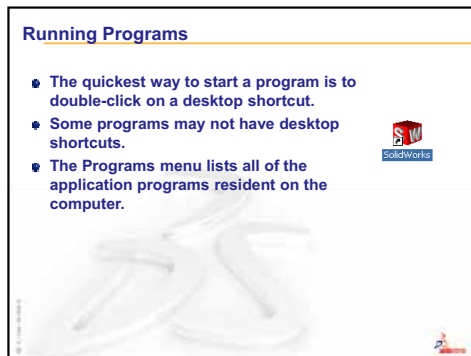 Running Programs
The quickest way to start a program is to
double-click on a desktop shortcut.
Some programs may not have desktop
shortcuts.
SW
SolidWorks
The Programs menu lists all of the
application programs resident on the
computer.